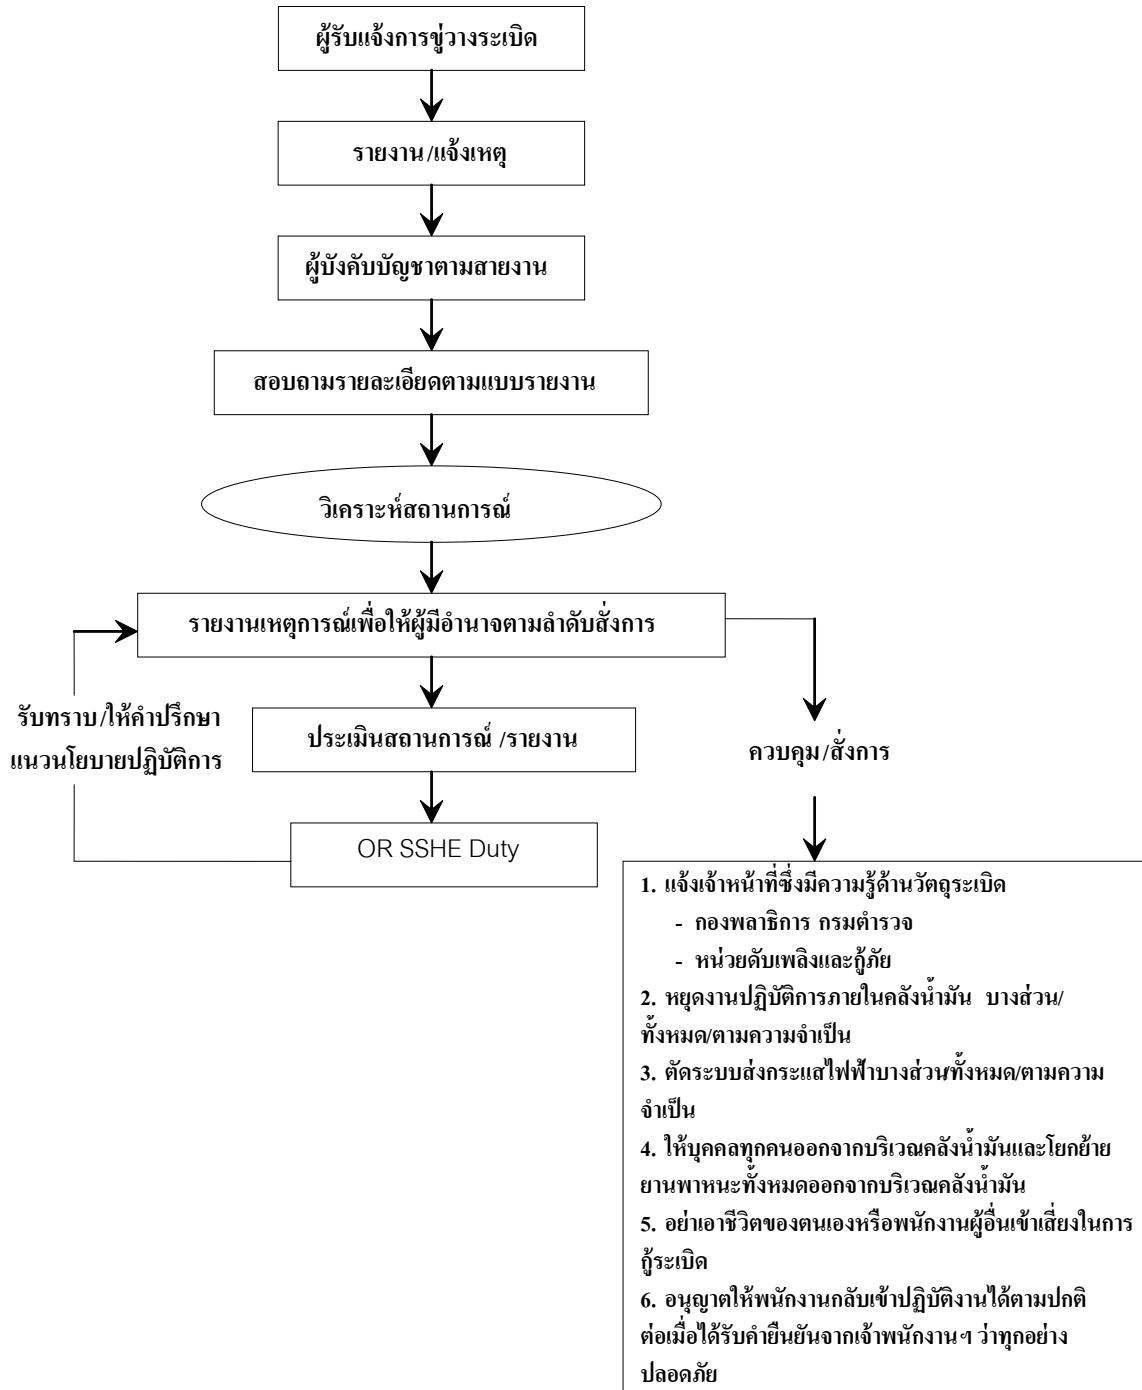 ผู้รับแจ้งการขู่วางระเบิด
รายงาน/แจ้งเหตุ
ผู้บังคับบัญชาตามสายงาน
สอบถามรายละเอียดตามแบบรายงาน
วิเคราะห์สถานการณ์
รายงานเหตุการณ์เพื่อให้ผู้มีอำนาจตามลำดับสั่งการ
รับทราบ/ให้คำปรึกษา
แนวนโยบายปฏิบัติการ
ประเมินสถานการณ์ /รายงาน
ควบคุม/สั่งการ
OR SSHE Duty
1. แจ้งเจ้าหน้าที่ซึ่งมีความรู้ด้านวัตถุระเบิด
- กองพลาธิการ กรมตำรวจ
- หน่วยดับเพลิงและกู้ภัย
2. หยุดงานปฏิบัติการภายในคลังน้ำมัน บางส่วน/
ทั้งหมด/ตามความจำเป็น
3. ตัดระบบส่งกระแสไฟฟ้าบางส่วน/ทั้งหมด/ตามความ
จำเป็น
4. ให้บุคคลทุกคนออกจากบริเวณคลังน้ำมันและโยกย้าย
ยานพาหนะทั้งหมดออกจากบริเวณคลังน้ำมัน
5. อย่าเอาชีวิตของตนเองหรือพนักงานผู้อื่นเข้าเสี่ยงในการ
กู้ระเบิด
6. อนุญาตให้พนักงานกลับเข้าปฏิบัติงานได้ตามปกติ
ต่อเมื่อได้รับคำยืนยันจากเจ้าพนักงานฯ ว่าทุกอย่าง
ปลอดภัย